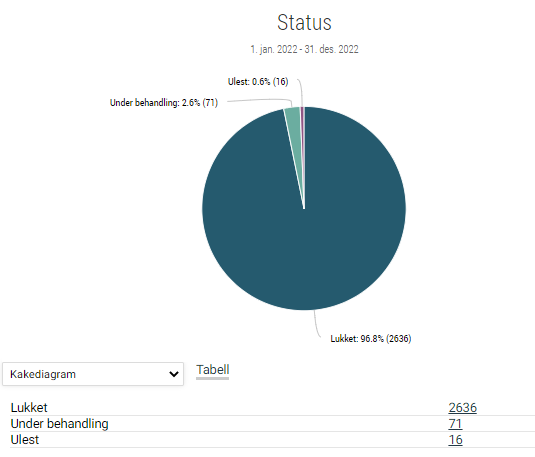 Status
1. jan. 2022 - 31. des. 2022
Ulest: 0.6% (16)
Under behandling: 2.6% (71)
Lukket: 96.8% (2636)
Kakediagram
Tabell
Lukket 2636
Under behandling 71
Ulest 16